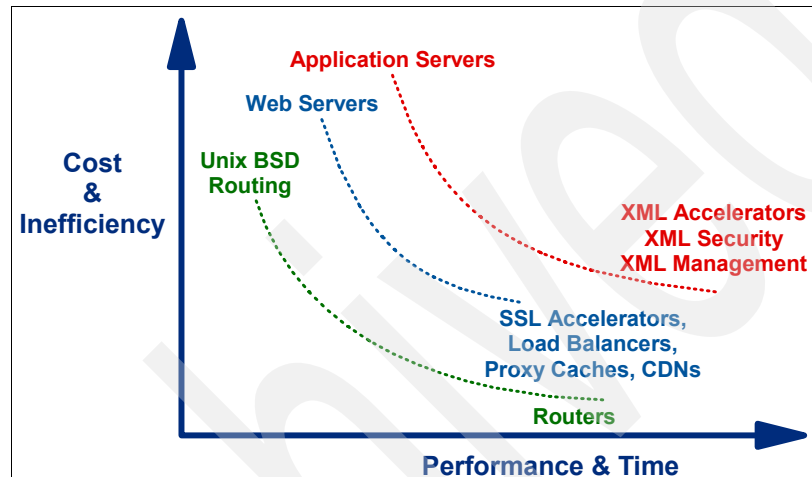 Application Servers
Web Servers
Unix BSD
Routing
Cost
&
Inefficiency
XML Accelerators
XML Security
XML Management
SSL Accelerators,
Load Balancers,
Proxy Caches, CDNs
Routers
Performance & Time